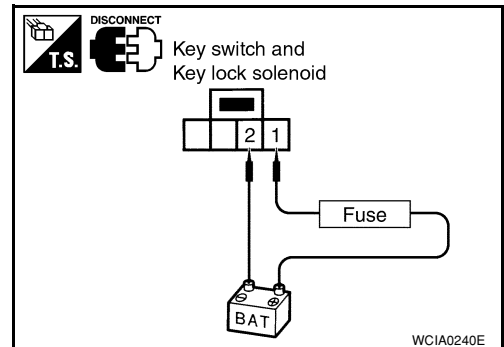 DISCONNECT
T.S.
Key switch and
Key lock solenoid
2 1
Fuse
BAT
WCIA0240E